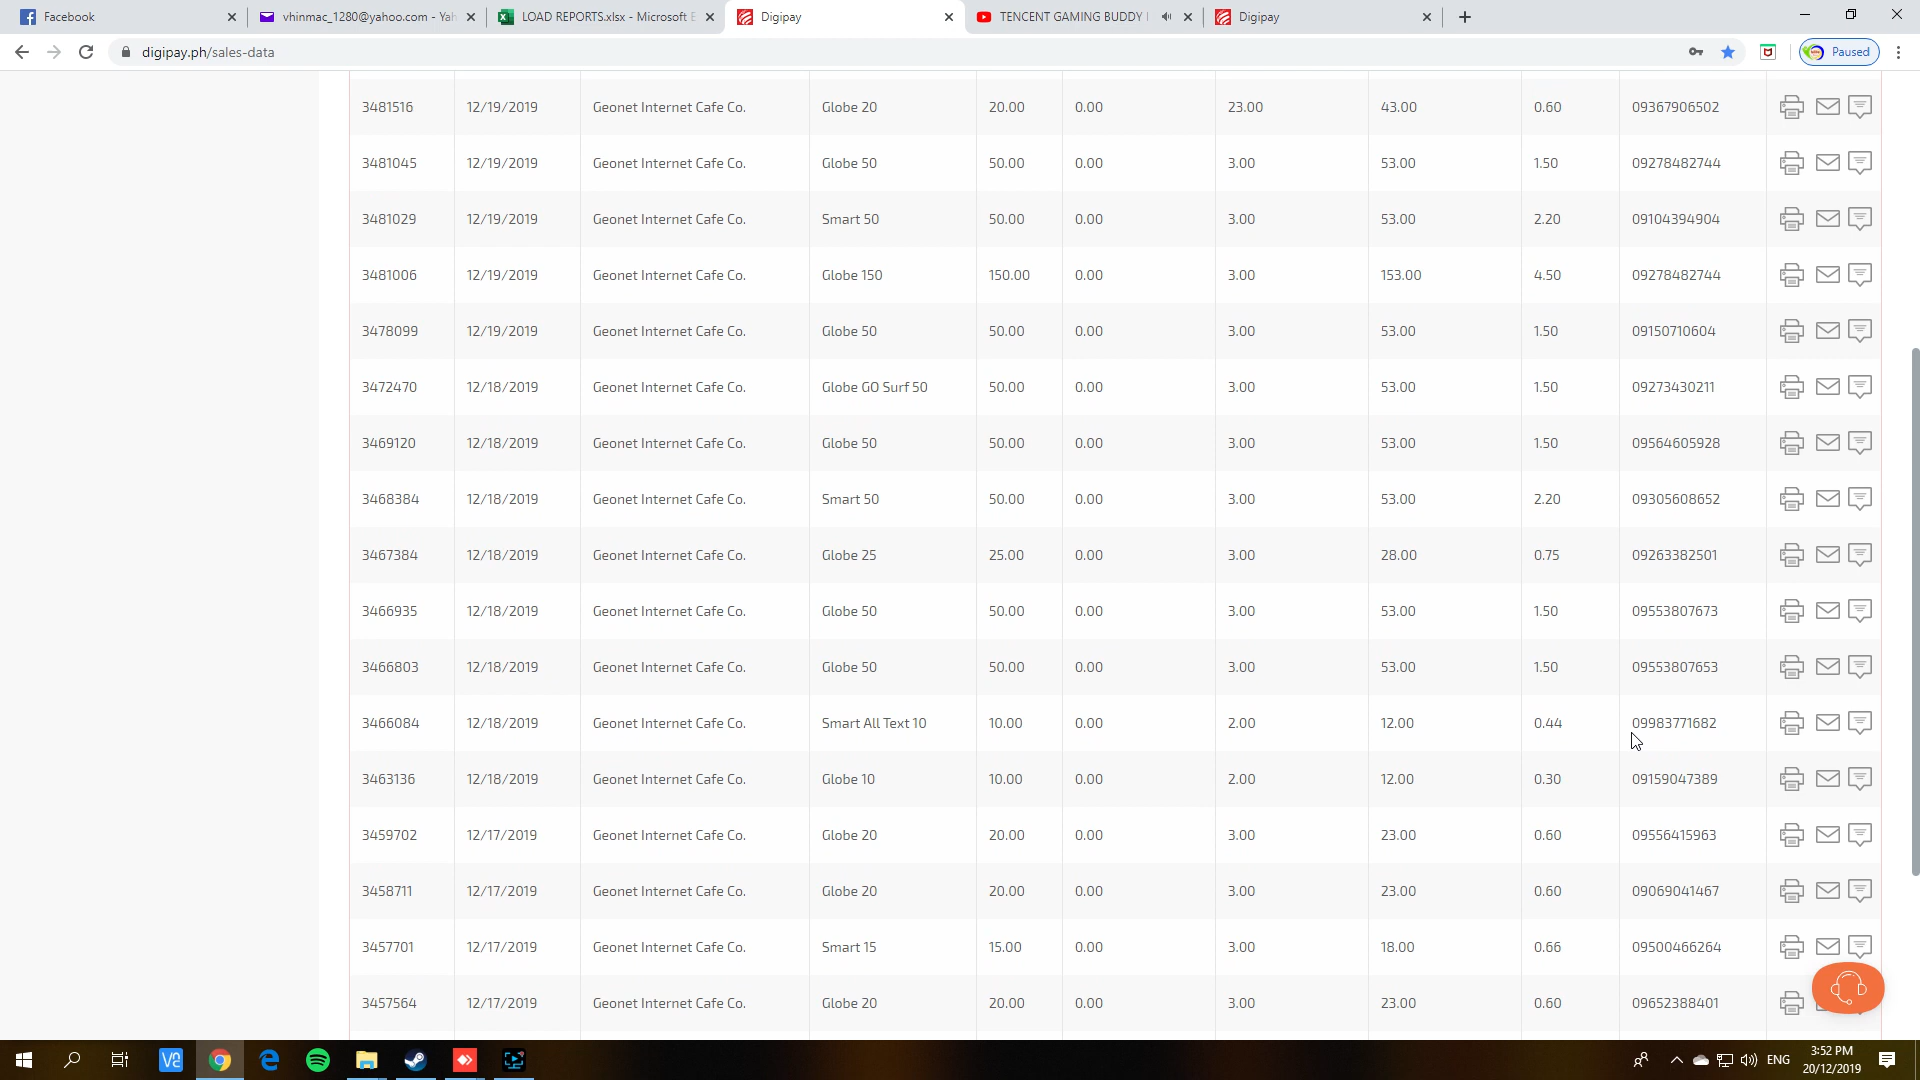 Facebook
vhinmac_1280@yahoo.com - Yah
LOAD REPORTS.xlsx - Microsoft E
Digipay
TENCENT GAMING BUDDY
Digipay
digipay.ph/sales-data
Paused
3481516 12/19/2019 Geonet Internet Cafe Co. Globe 20 20.00 0.00 23.00 43.00 0.60 09367906502
3481045 12/19/2019 Geonet Internet Cafe Co. Globe 50 50.00 0.00 3.00 53.00 1.50 09278482744
3481029 12/19/2019 Geonet Internet Cafe Co. Smart 50 50.00 0.00 3.00 53.00 2.20 09104394904
3481006 12/19/2019 Geonet Internet Cafe Co. Globe 150 150.00 0.00 3.00 153.00 4.50 09278482744
3478099 12/19/2019 Geonet Internet Cafe Co. Globe 50 50.00 0.00 3.00 53.00 1.50 09150710604
3472470 12/18/2019 Geonet Internet Cafe Co. Globe GO Surf 50 50.00 0.00 3.00 53.00 1.50 09273430211
3469120 12/18/2019 Geonet Internet Cafe Co. Globe 50 50.00 0.00 3.00 53.00 1.50 09564605928
3468384 12/18/2019 Geonet Internet Cafe Co. Smart 50 50.00 0.00 3.00 53.00 2.20 09305608652
3467384 12/18/2019 Geonet Internet Cafe Co. Globe 25 25.00 0.00 3.00 28.00 0.75 09263382501
3466935 12/18/2019 Geonet Internet Cafe Co. Globe 50 50.00 0.00 3.00 53.00 1.50 09553807673
3466803 12/18/2019 Geonet Internet Cafe Co. Globe 50 50.00 0.00 3.00 53.00 1.50 09553807653
3466084 12/18/2019 Geonet Internet Cafe Co. Smart All Text 10 10.00 0.00 2.00 12.00 0.44 09983771682
3463136 12/18/2019 Geonet Internet Cafe Co. Globe 10 10.00 0.00 2.00 12.00 0.30 09159047389
3459702 12/17/2019 Geonet Internet Cafe Co. Globe 20 20.00 0.00 3.00 23.00 0.60 09556415963
3458711 12/17/2019 Geonet Internet Cafe Co. Globe 20 20.00 0.00 3.00 23.00 0.60 09069041467
3457701 12/17/2019 Geonet Internet Cafe Co. Smart 15 15.00 0.00 3.00 18.00 0.66 09500466264
3457564 12/17/2019 Geonet Internet Cafe Co. Globe 20 20.00 0.00 3.00 23.00 0.60 09652388401
ENG
3:52 PM
20/12/2019